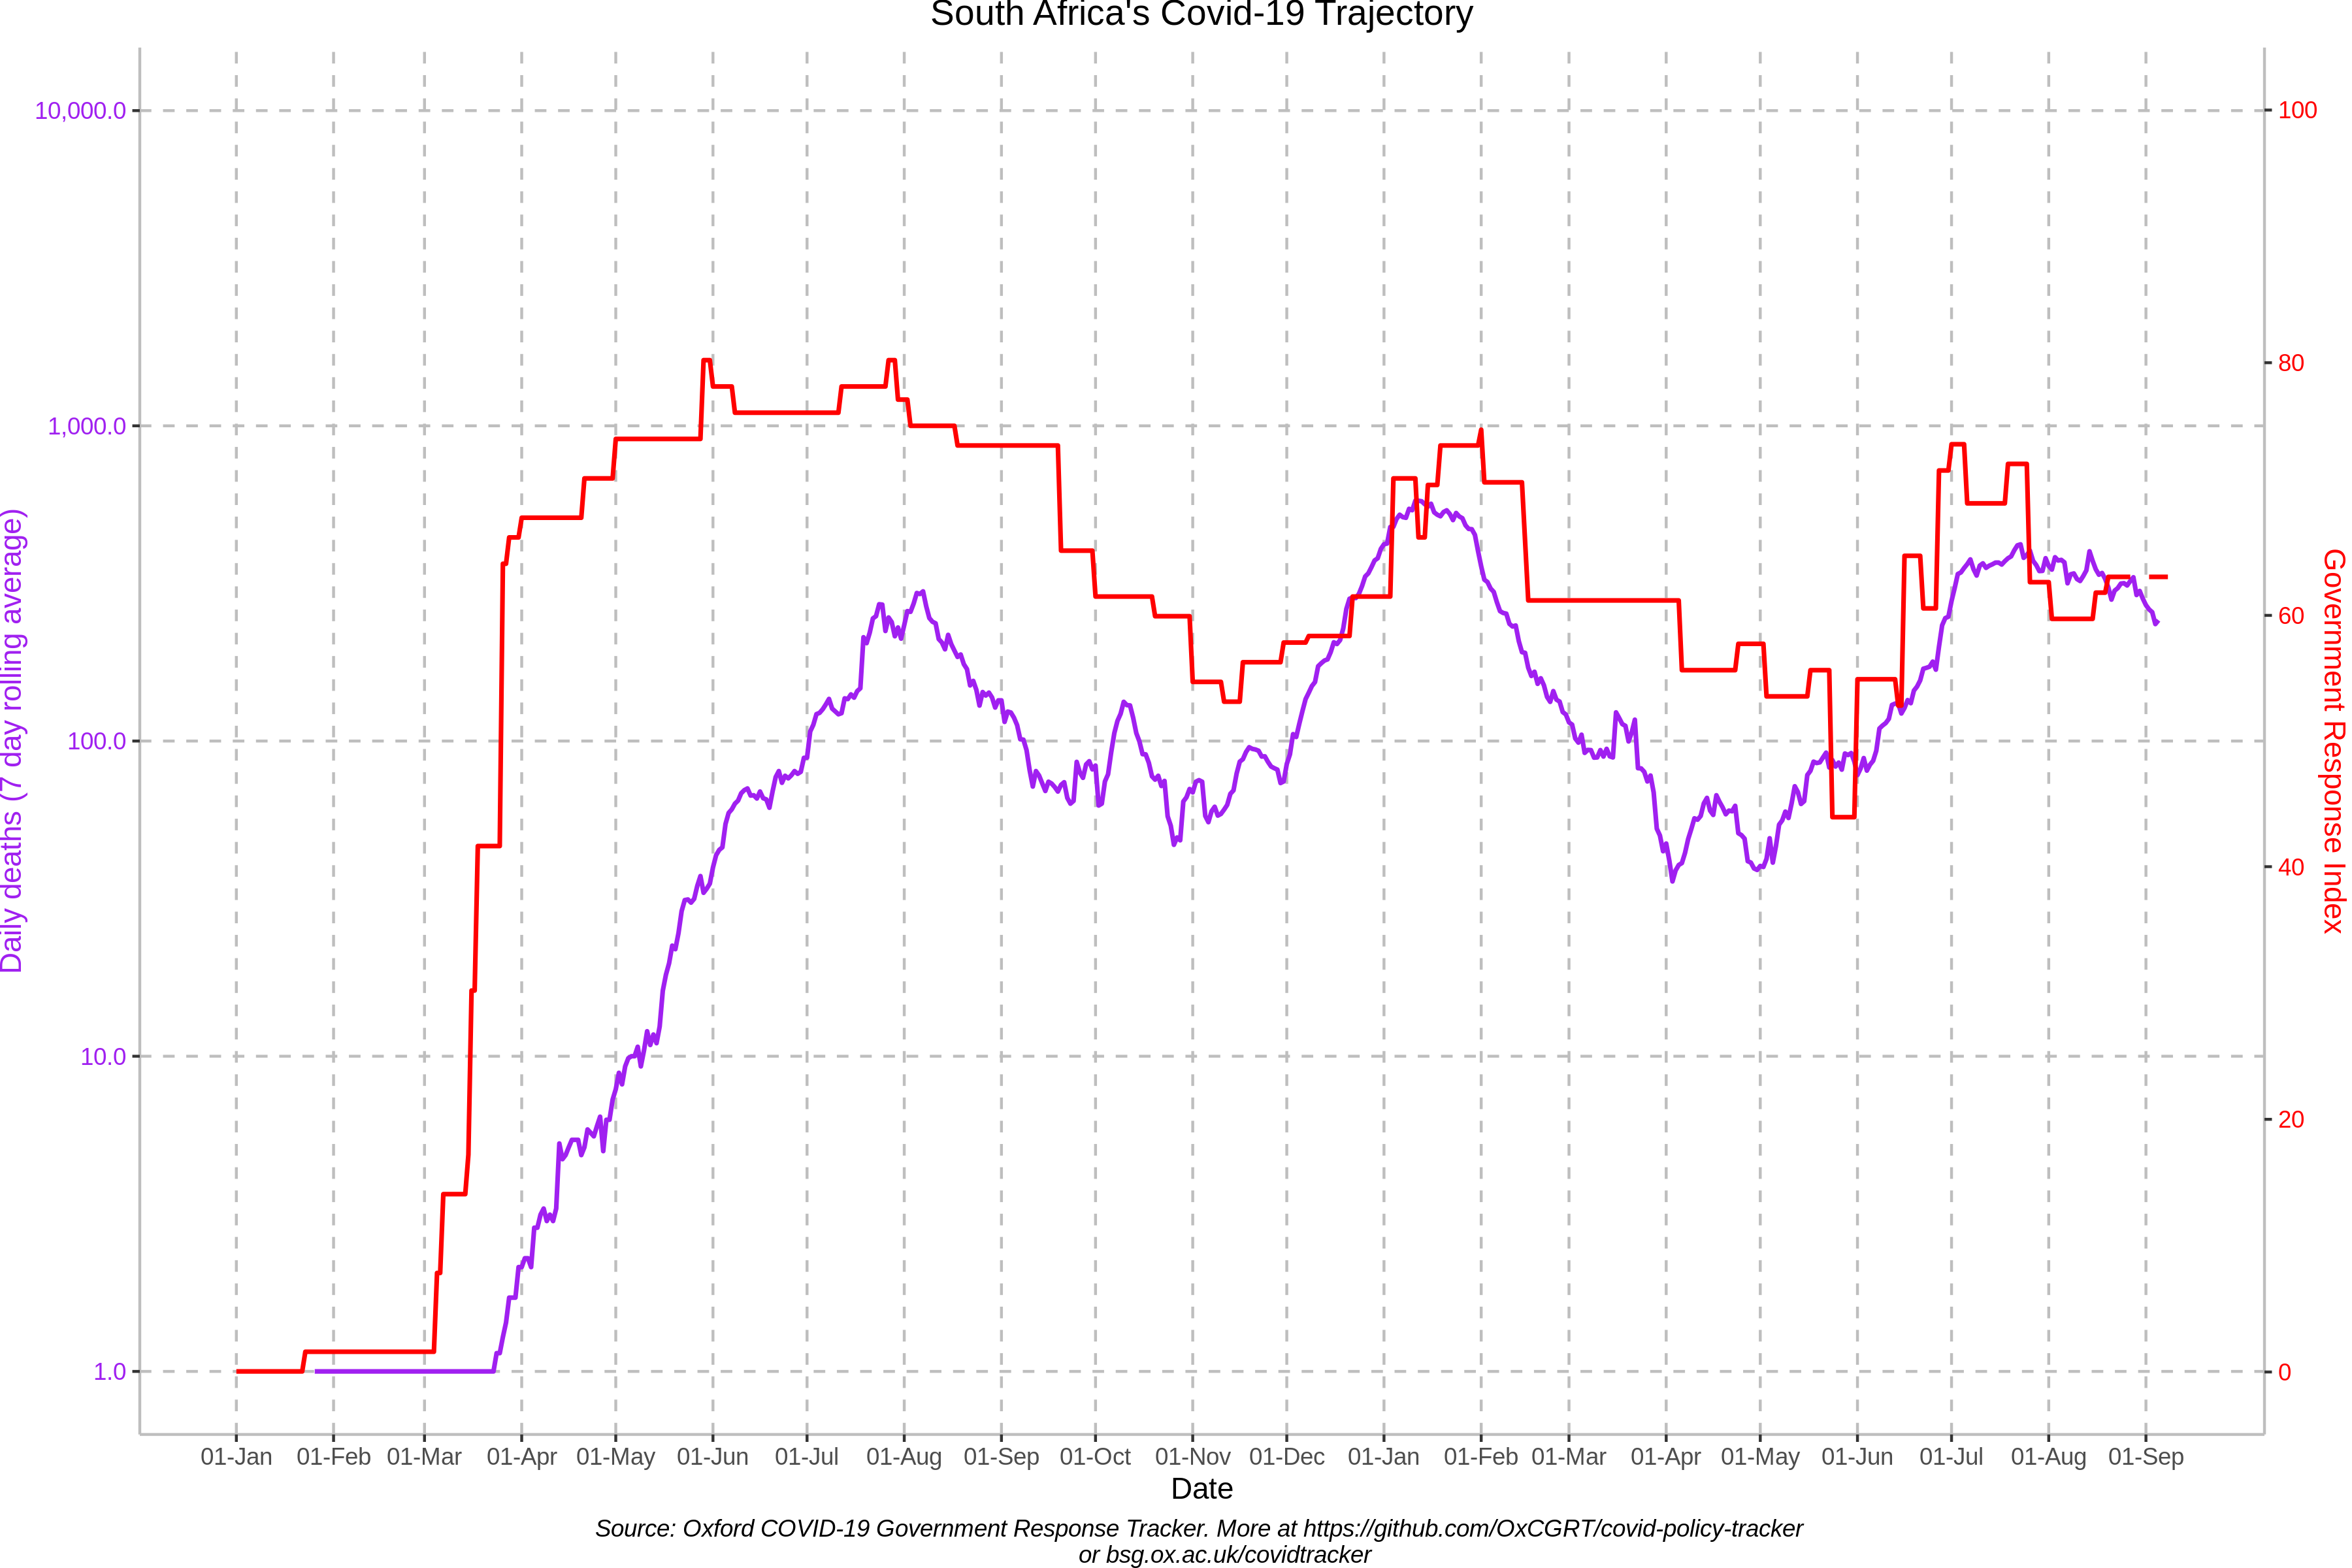 South Africa's Covid-19 Trajectory
10,000.0
1,000.0
100.0
10.0
1.0
Daily deaths (7 day rolling average)
100
80
60
40
20
0
Government Response Index
01-Jan 01-Feb 01-Mar 01-Apr 01-May 01-Jun 01-Jul 01-Aug 01-Sep 01-Oct 01-Nov 01-Dec 01-Jan 01-Feb 01-Mar 01-Apr 01-May 01-Jun 01-Jul 01-Aug 01-Sep
Date
Source: Oxford COVID-19 Government Response Tracker. More at https://github.com/OxCGRT/covid-policy-tracker
or bsg.ox.ac.uk/covidtracker